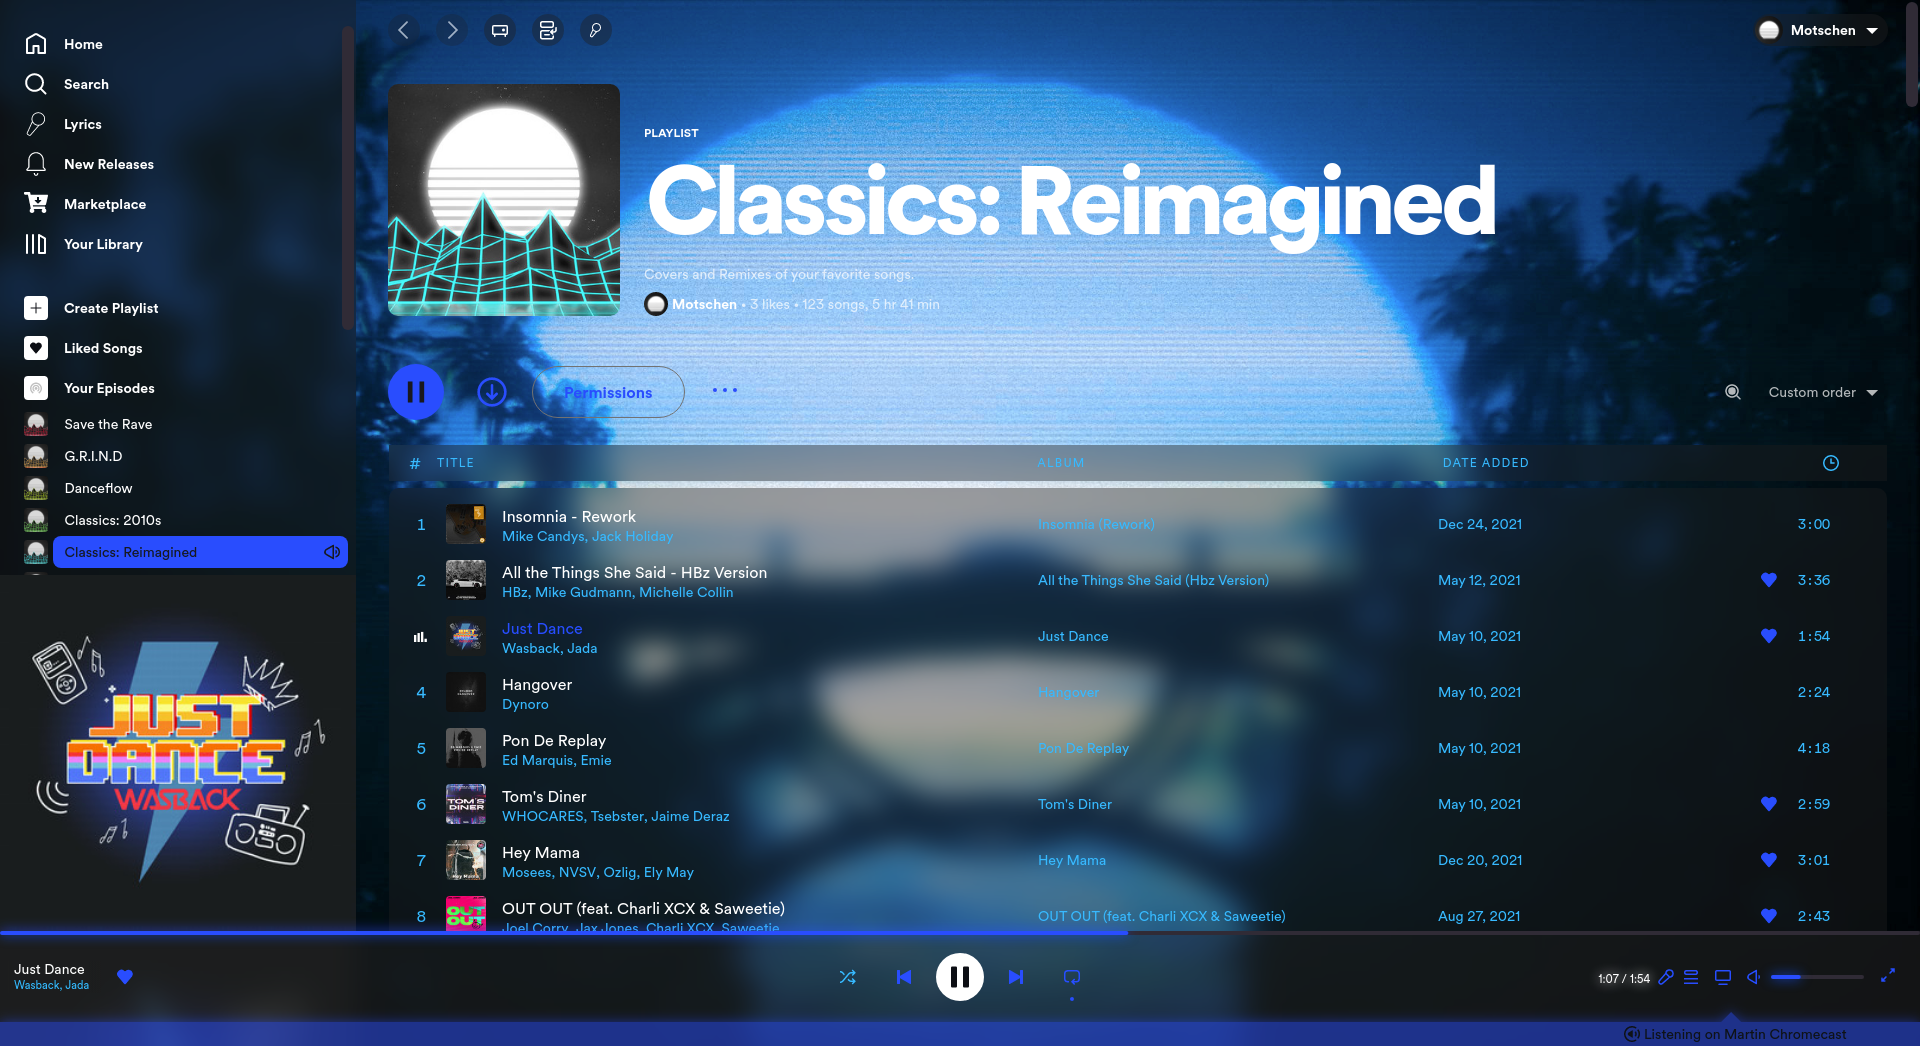 Home
Search
Lyrics
New Releases
Marketplace
Your Library
Create Playlist
Liked Songs
Your Episodes
Save the Rave
G.R.I.N.D
Danceflow
Classics: 2010s
Classics: Reimagined
JUST
DANCE
WASBACK
Motschen
PLAYLIST
Classics: Reimagined
Covers and Remixes of your favorite songs.
Motschen • 3 likes • 123 songs, 5 hr 41 min
Permissions
Custom order
# TITLE ALBUM DATE ADDED
1 Insomnia - Rework Insomnia (Rework) Dec 24, 2021 3:00
Mike Candys, Jack Holiday
2 All the Things She Said - HBz Version All the Things She Said (Hbz Version) May 12, 2021 3:36
HBz, Mike Gudmann, Michelle Collin
Just Dance Just Dance May 10, 2021 1:54
Wasback, Jada
4 Hangover Hangover May 10, 2021 2:24
Dynoro
5 Pon De Replay Pon De Replay May 10, 2021 4:18
Ed Marquis, Emie
TOM'S
DINER
6 Tom's Diner Tom's Diner May 10, 2021 2:59
WHOCARES, Tsebster, Jaime Deraz
7 Hey Mama Hey Mama Dec 20, 2021 3:01
Mosees, NVSV, Ozlig, Ely May
OUT
OUT
8 OUT OUT (feat. Charli XCX & Saweetie) OUT OUT (feat. Charli XCX & Saweetie) Aug 27, 2021 2:43
Joel Corry, Jax Jones, Charli XCX, Saweetie
Just Dance
Wasback, Jada
1:07 / 1:54
Listening on Martin Chromecast